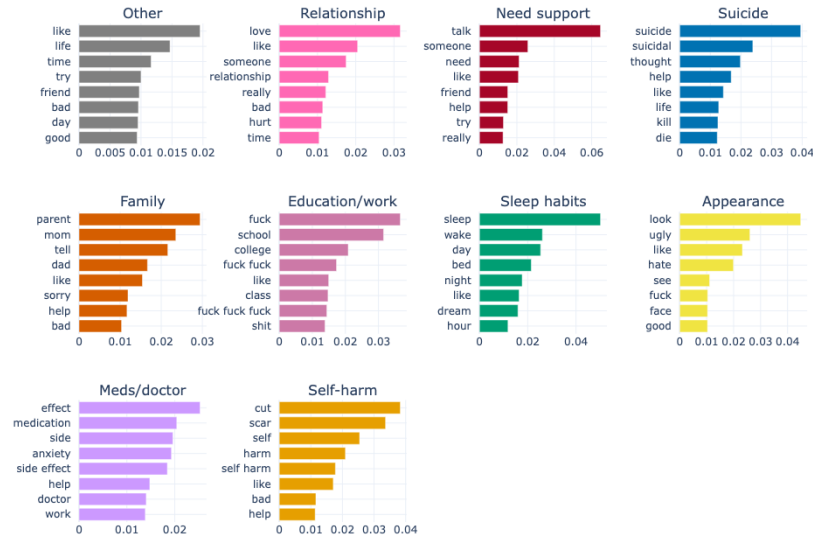 Other
like
life
time
try
friend
bad
day
good
0 0.005 0.01 0.015 0.02
Relationship
love
like
someone
relationship
really
bad
hurt
time
0 0.01 0.02 0.03
Need support
talk
someone
need
like
friend
help
try
really
0 0.02 0.04 0.06
Suicide
suicide
suicidal
thought
help
like
life
kill
die
0 0.01 0.02 0.03 0.04
Family
parent
mom
tell
dad
like
sorry
help
bad
0 0.01 0.02 0.03
Education/work
fuck
school
college
fuck fuck
like
class
fuck fuck fuck
shit
0 0.01 0.02 0.03
Sleep habits
sleep
wake
day
bed
night
like
dream
hour
0 0.02 0.04
Appearance
look
ugly
like
hate
see
fuck
face
good
0 0.01 0.02 0.03 0.04
Meds/doctor
effect
medication
side
anxiety
side effect
help
doctor
work
0 0.01 0.02
Self-harm
cut
scar
self
harm
self harm
like
bad
help
0 0.01 0.02 0.03 0.04